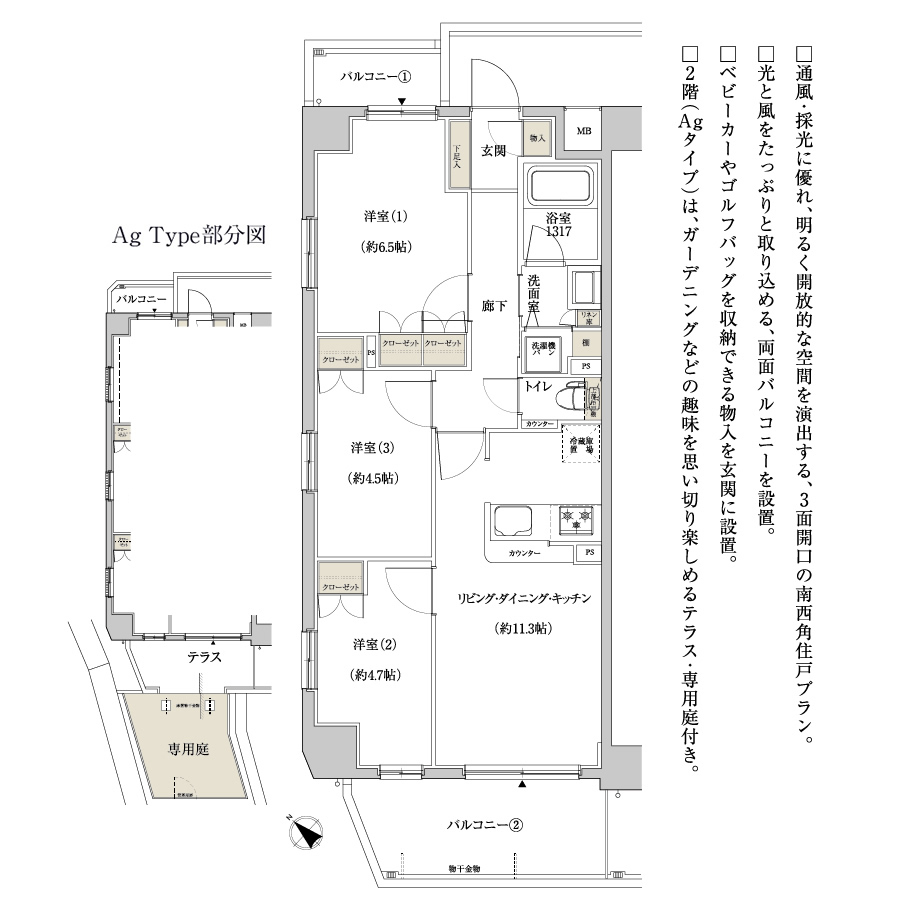 □通風・採光に優れ、明るく開放的な空間を演出する、3面開口の南西角住戸プラン。
□光と風をたっぷりと取り込める、両面バルコニーを設置。
□ベビーカーやゴルフバッグを収納できる物入を玄関に設置。
□2階(Agタイプ)は、ガーデニングなどの趣味を思い切り楽しめるテラス・専用庭付き。
バルコニー①
下足入
玄関
物入
MB
洋室(1)
(約6.5帖)
浴室
1317
廊下
洗面室
リネン庫
棚
洗濯機
パン
PS
クローゼット
PS
クローゼット
クローゼット
トイレ
カウンター
冷蔵庫
置場
洋室(3)
(約4.5帖)
カウンター
PS
クローゼット
リビング・ダイニング・キッチン
(約11.3帖)
洋室(2)
(約4.7帖)
バルコニー②
物干金物
N
Ag Type部分図
バルコニー
MB
テラス
専用庭